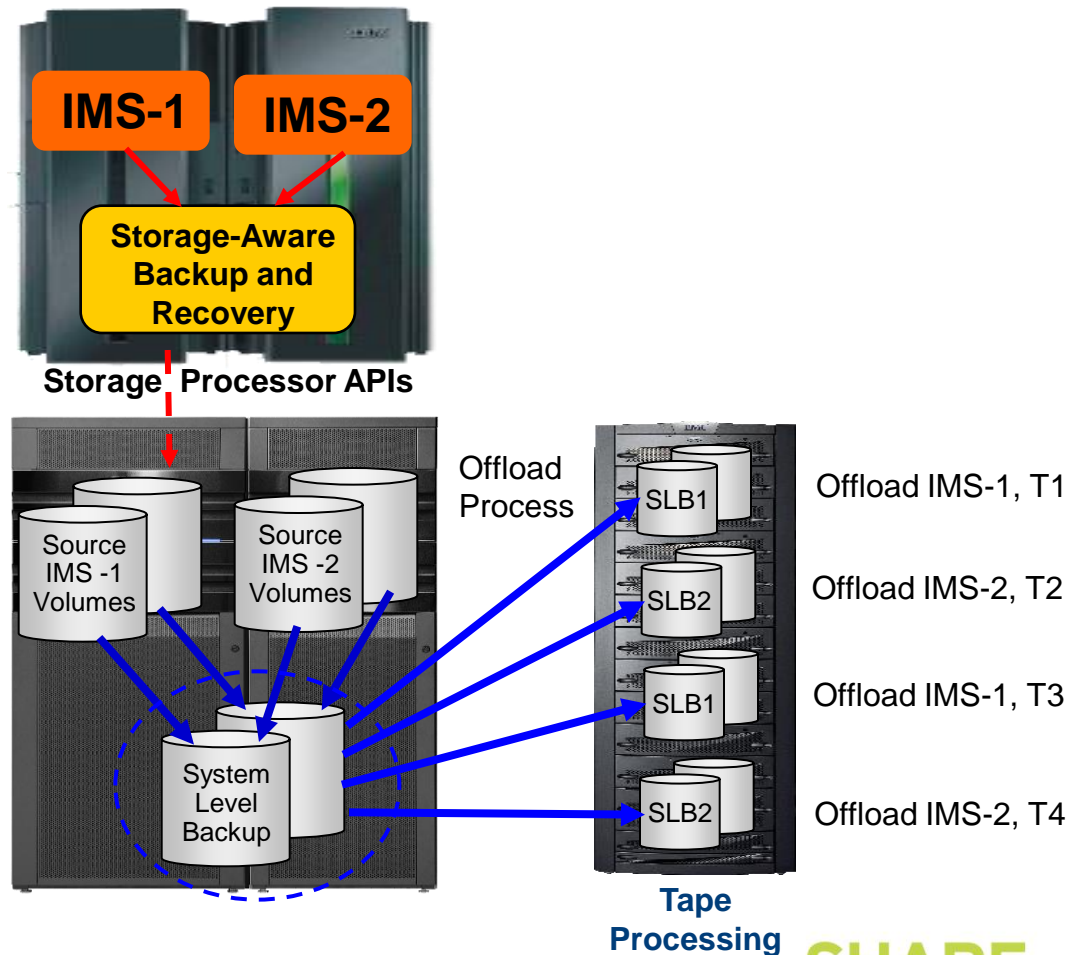 IMS-1
IMS-2
Storage-Aware
Backup and
Recovery
Storage Processor APIs
Source
IMS -1
Volumes
Source
IMS -2
Volumes
System
Level
Backup
Offload
Process
EMC
SLB1
SLB2
SLB1
SLB2
Offload IMS-1, T1
Offload IMS-2, T2
Offload IMS-1, T3
Offload IMS-2, T4
Tape
Processing